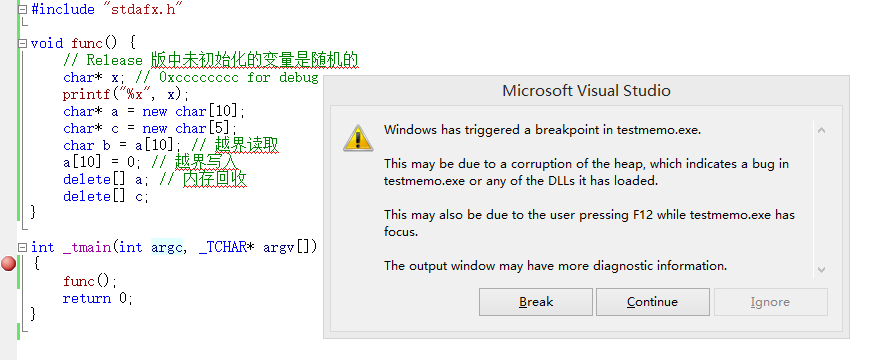 #include "stdafx.h"
void func() {
// Release 版中未初始化的变量是随机的
char* x; // 0xcccccccc for debug
printf("%x", x);
char* a = new char[10];
char* c = new char[5];
char b = a[10]; // 越界读取
a[10] = 0; // 越界写入
delete[] a; // 内存回收
delete[] c;
}
int _tmain(int argc, _TCHAR* argv[])
{
func();
return 0;
}
Microsoft Visual Studio
Windows has triggered a breakpoint in testmemo.exe.
This may be due to a corruption of the heap, which indicates a bug in
testmemo.exe or any of the DLLs it has loaded.
This may also be due to the user pressing F12 while testmemo.exe has
focus.
The output window may have more diagnostic information.
Break Continue Ignore